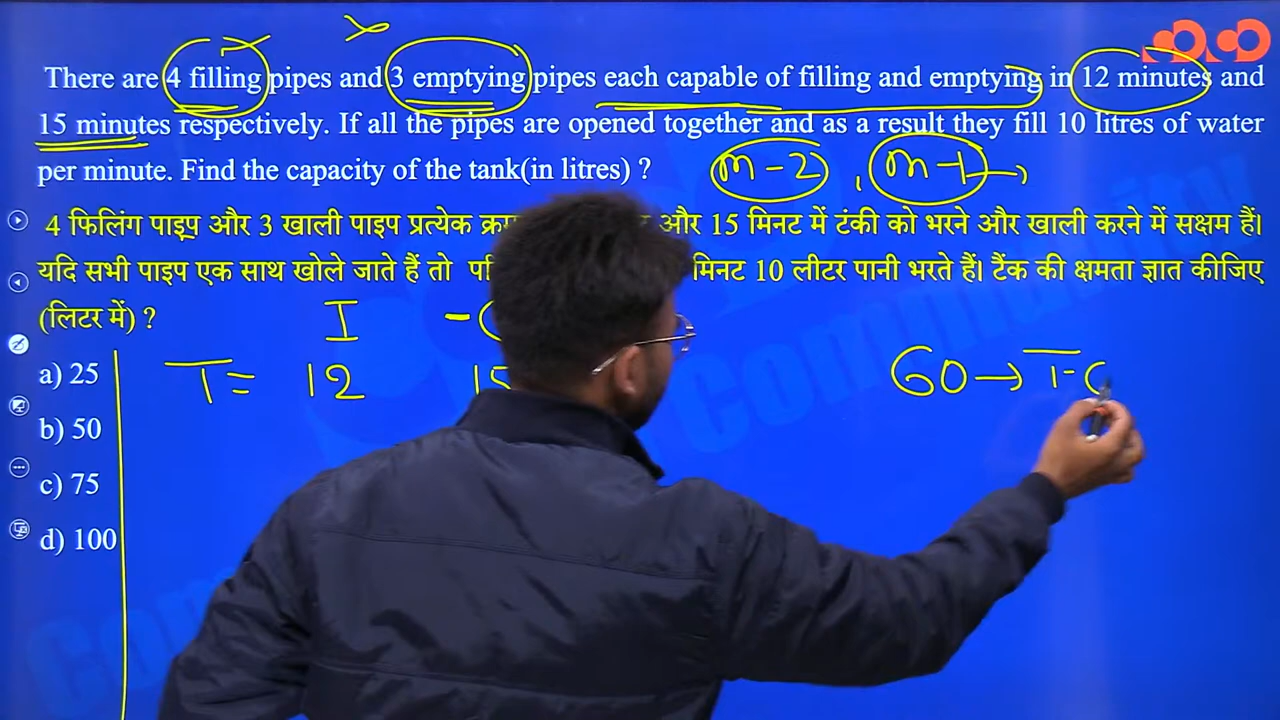 There are 4 filling pipes and 3 emptying pipes each capable of filling and emptying in 12 minutes and
15 minutes respectively. If all the pipes are opened together and as a result they fill 10 litres of water
per minute. Find the capacity of the tank(in litres) ?
m-2 , m-1 →
4 फिलिंग पाइप और 3 खाली पाइप प्रत्येक और 15 मिनट में टंकी को भरने और खाली करने में सक्षम हैं।
यदि सभी पाइप एक साथ खोले जाते हैं तो मिनट 10 लीटर पानी भरते हैं। टैंक की क्षमता ज्ञात कीजिए
(लिटर में) ?
I -
a) 25
T = 12 15
60 → T-C
b) 50
c) 75
d) 100
Community